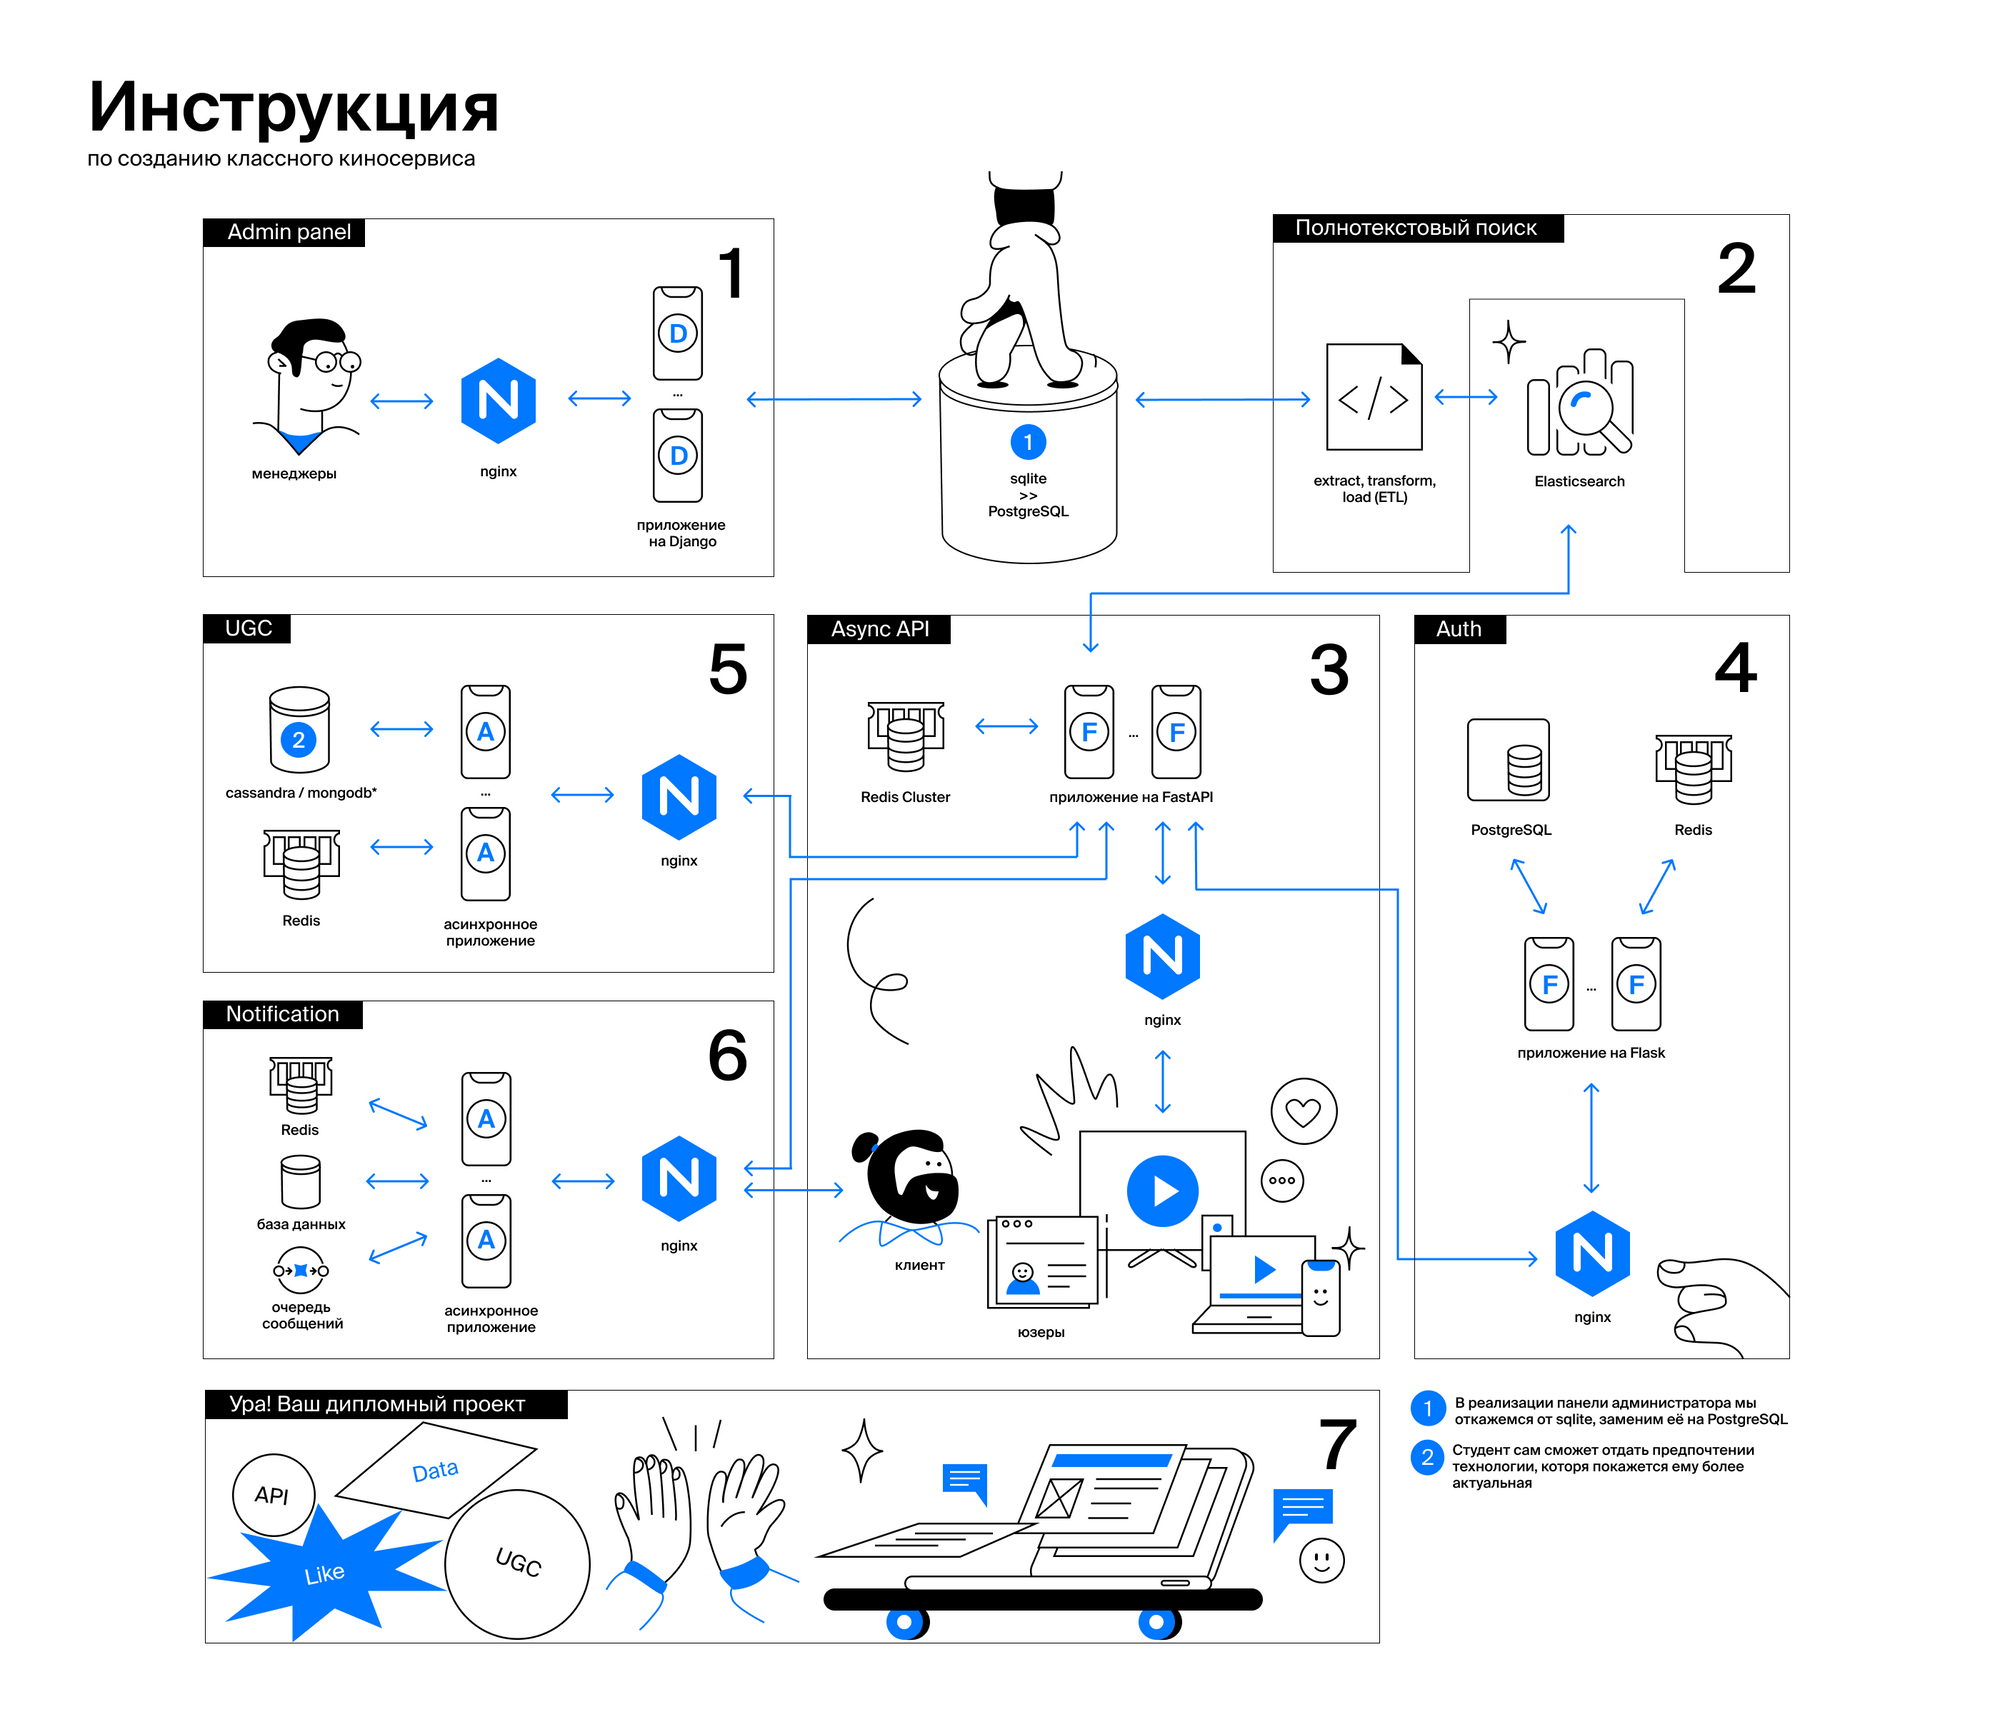 Инструкция
по созданию классного киносервиса
Admin panel
1
менеджеры
nginx
D
...
D
приложение
на Django
1
sqlite
>>
PostgreSQL
Полнотекстовый поиск
2
</>
extract, transform,
load (ETL)
Elasticsearch
UGC
5
2
cassandra / mongodb*
Redis
A
...
A
асинхронное
приложение
nginx
Async API
3
Redis Cluster
F
...
F
приложение на FastAPI
nginx
клиент
юзеры
Auth
4
PostgreSQL
Redis
F
...
F
приложение на Flask
nginx
Notification
6
Redis
база данных
очередь
сообщений
A
...
A
асинхронное
приложение
nginx
Ура! Ваш дипломный проект
7
API
Data
Like
UGC
1
В реализации панели администратора мы
откажемся от sqlite, заменим её на PostgreSQL
2
Студент сам сможет отдать предпочтении
технологии, которя покажется ему более
актуальная